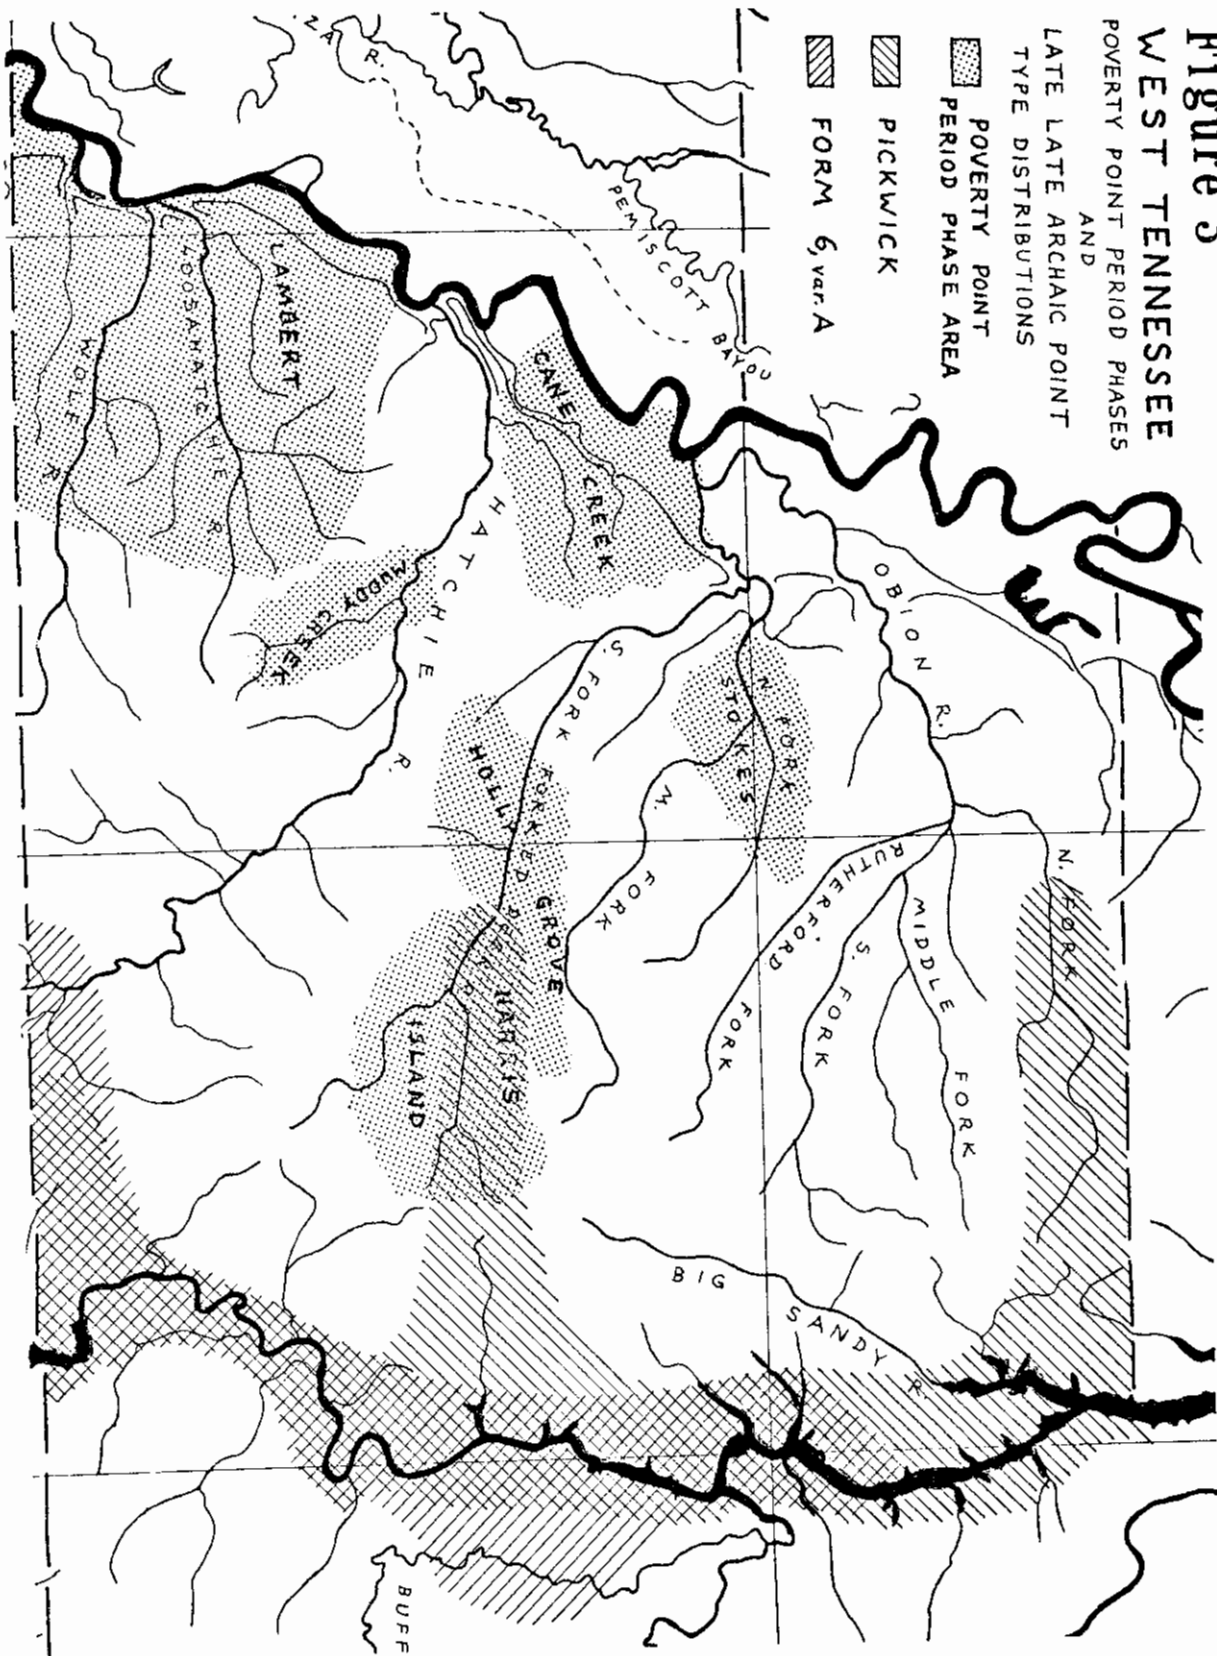 Figure 3
WEST TENNESSEE
POVERTY POINT PERIOD PHASES
AND
LATE LATE ARCHAIC POINT
TYPE DISTRIBUTIONS
POVERTY POINT
PERIOD PHASE AREA
PICKWICK
FORM 6, var. A
ZA R.
PEMISCOTT BAYOU
OBION R.
N. FORK
RUTHERFORD FORK
MIDDLE FORK
S. FORK
N. FORK
STOKES
M. FORK
S. FORK FORKED DEER R.
HOLLY GROVE
HARRIS
ISLAND
CANE CREEK
HATCHIE R.
MUDDY CREEK
LAMBERT
LOOSAHATCHIE R.
WOLF R.
BIG SANDY R.
BUFF